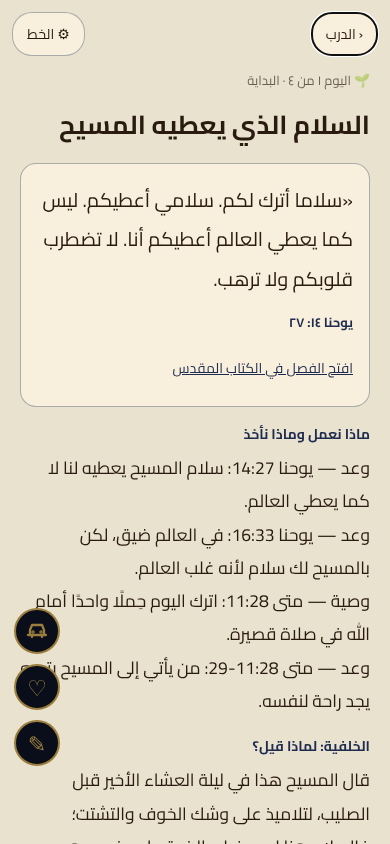 ‹ الدرب
⚙ الخط
🌱 اليوم ١ من ٤ · البداية
السلام الذي يعطيه المسيح
«سلاما أترك لكم. سلامي أعطيكم. ليس
كما يعطي العالم أعطيكم أنا. لا تضطرب
قلوبكم ولا ترهب.
يوحنا ١٤: ٢٧
افتح الفصل في الكتاب المقدس
ماذا نعمل وماذا نأخذ
وعد — يوحنا 14:27: سلام المسيح يعطيه لنا لا
كما يعطي العالم.
وعد — يوحنا 16:33: في العالم ضيق، لكن
بالمسيح لك سلام لأنه غلب العالم.
وصية — متى 11:28: اترك اليوم حملًا واحدًا أمام
الله في صلاة قصيرة.
وعد — متى 11:28-29: من يأتي إلى المسيح
يجد راحة لنفسه.
الخلفية: لماذا قيل؟
قال المسيح هذا في ليلة العشاء الأخير قبل
الصليب، لتلاميذ على وشك الخوف والتشتت؛